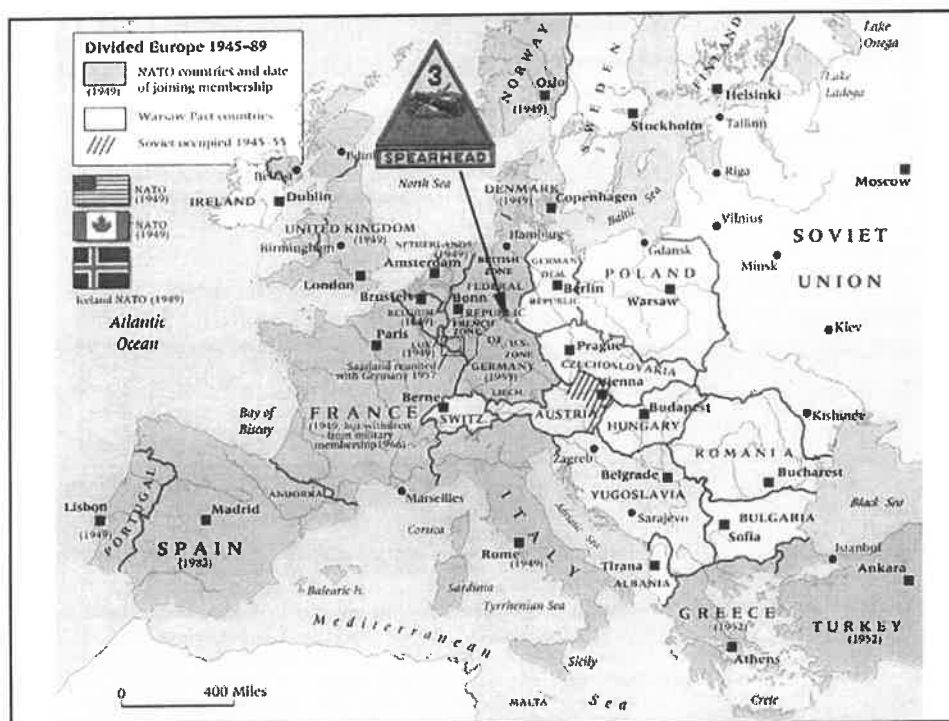 Divided Europe 1945–89
NATO countries and date
of joining membership
(1949)
Warsaw Pact countries
Soviet occupied 1945-55
NATO
(1949)
NATO
(1949)
Iceland NATO (1949)
3
SPEARHEAD
NORWAY
Oslo
(1949)
SWEDEN
FINLAND
Lake
Onega
Lake
Ladoga
Helsinki
Stockholm
Tallinn
Riga
Moscow
Vilnius
Minsk
SOVIET
UNION
Kiev
Kishinev
North Sea
DENMARK
(1949)
Copenhagen
Baltic Sea
IRELAND
Dublin
UNITED KINGDOM
(1949)
Birmingham
London
NETHERLANDS
(1949)
Amsterdam
Hamburg
BRITISH
ZONE
FEDERAL
REPUBLIC
OF
GERMANY
(1955)
U.S.
ZONE
FRENCH
ZONE
GERMAN
DEM.
REPUBLIC
Berlin
Gdansk
POLAND
Warsaw
Brussels
BELGIUM
(1949)
Bonn
LUX.
(1949)
Paris
Saarland reunited
with Germany 1957
Prague
CZECHOSLOVAKIA
Vienna
LIECH.
Atlantic
Ocean
Bay of
Biscay
FRANCE
(1949, but withdrew
from military
membership 1966)
Berne
SWITZ.
AUSTRIA
Budapest
HUNGARY
ROMANIA
Bucharest
Zagreb
Belgrade
YUGOSLAVIA
Sarajevo
BULGARIA
Sofia
Black Sea
Istanbul
Ankara
TURKEY
(1952)
Lisbon
(1949)
PORTUGAL
Madrid
SPAIN
(1982)
ANDORRA
Marseilles
Corsica
ITALY
Rome
(1949)
Adriatic
Sea
Tirana
ALBANIA
Balearic Is.
Sardinia
Tyrrhenian Sea
GREECE
(1952)
Athens
Mediterranean
Sea
Sicily
MALTA
Crete
0
400 Miles